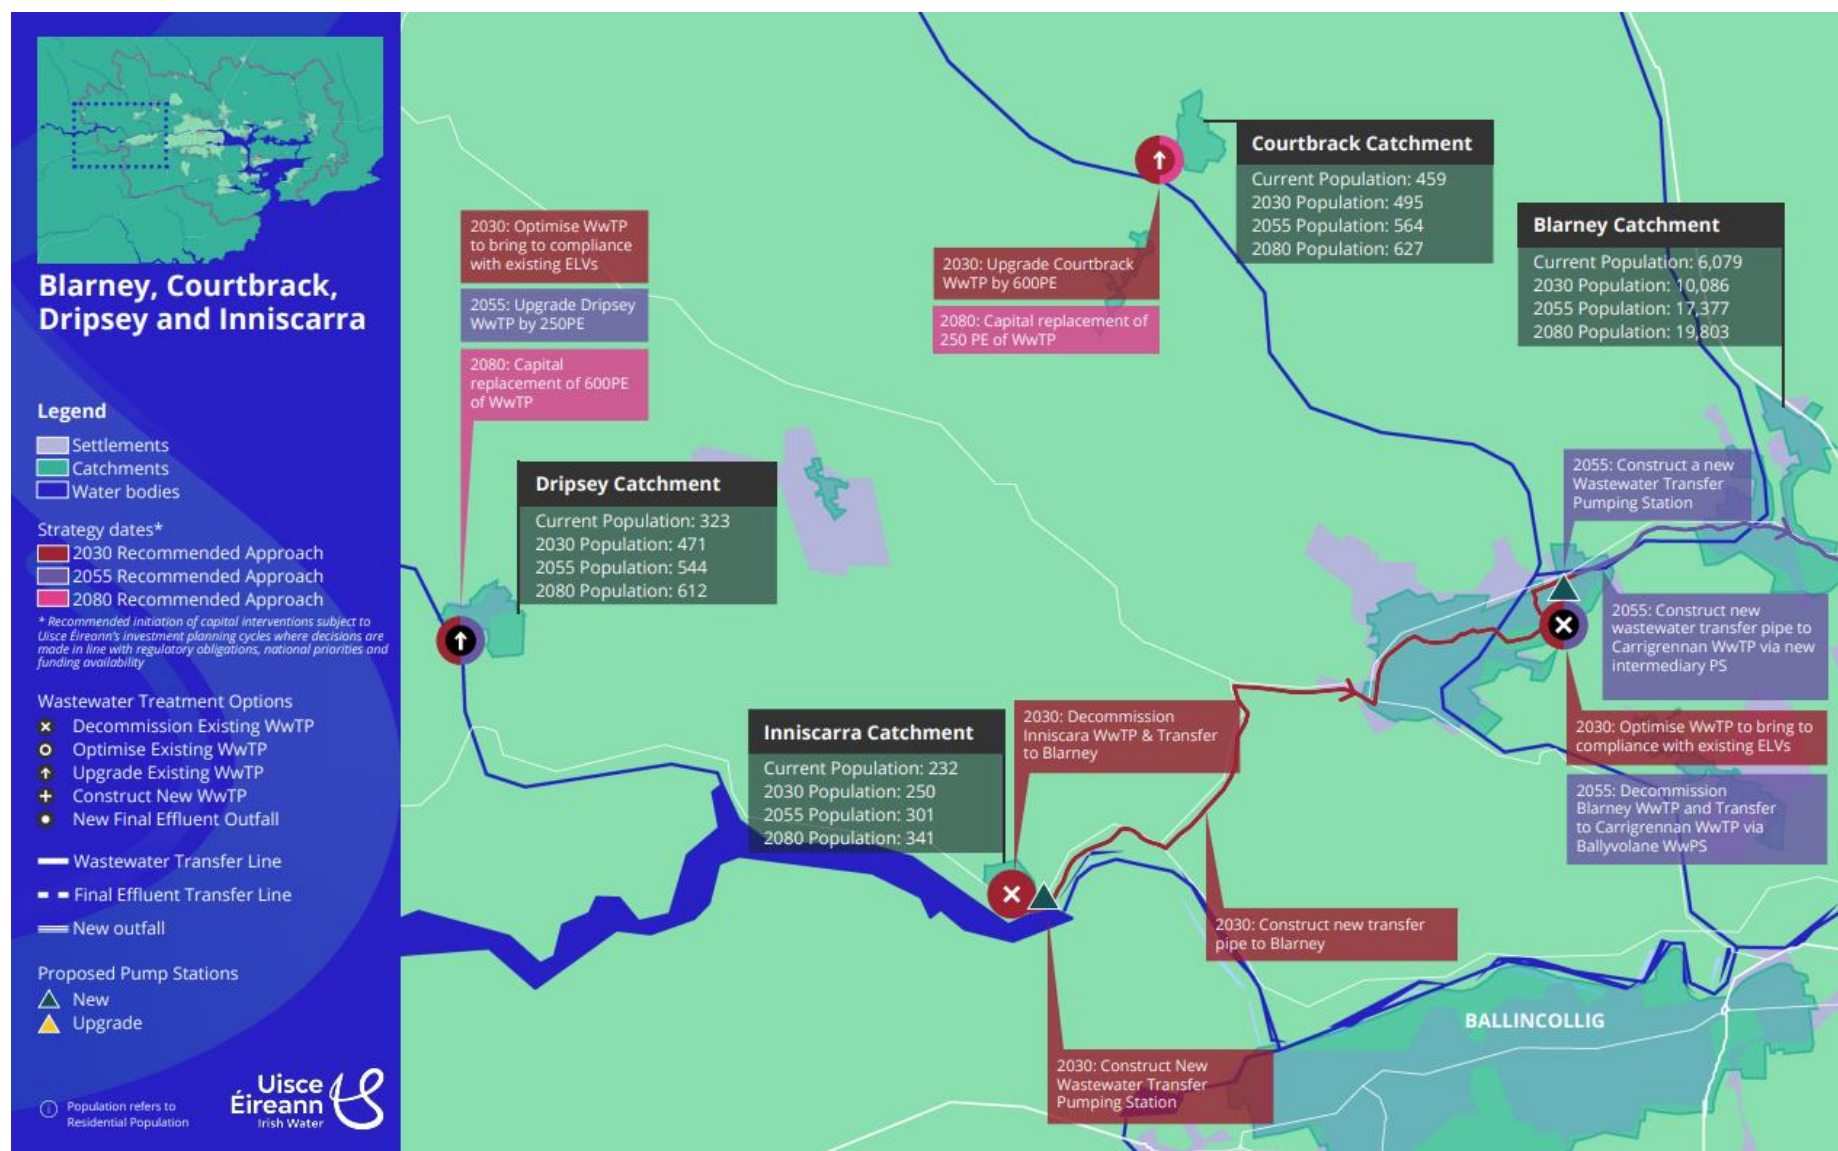 Blarney, Courtbrack,
Dripsey and Inniscarra
Legend
Settlements
Catchments
Water bodies
Strategy dates*
2030 Recommended Approach
2055 Recommended Approach
2080 Recommended Approach
* Recommended initiation of capital interventions subject to
Uisce Éireann's investment planning cycles where decisions are
made in line with regulatory obligations, national priorities and
funding availability
Wastewater Treatment Options
Decommission Existing WwTP
Optimise Existing WwTP
Upgrade Existing WwTP
Construct New WwTP
New Final Effluent Outfall
Wastewater Transfer Line
Final Effluent Transfer Line
New outfall
Proposed Pump Stations
New
Upgrade
Population refers to
Residential Population
Uisce
Éireann
Irish Water
2030: Optimise WwTP
to bring to compliance
with existing ELVs
2055: Upgrade Dripsey
WwTP by 250PE
2080: Capital
replacement of 600PE
of WwTP
Dripsey Catchment
Current Population: 323
2030 Population: 471
2055 Population: 544
2080 Population: 612
2030: Upgrade Courtbrack
WwTP by 600PE
2080: Capital replacement of
250 PE of WwTP
Courtbrack Catchment
Current Population: 459
2030 Population: 495
2055 Population: 564
2080 Population: 627
Blarney Catchment
Current Population: 6,079
2030 Population: 10,086
2055 Population: 17,377
2080 Population: 19,803
2055: Construct a new
Wastewater Transfer
Pumping Station
2055: Construct new
wastewater transfer pipe to
Carrigrennan WwTP via new
intermediary PS
2030: Optimise WwTP to bring to
compliance with existing ELVs
2055: Decommission
Blarney WwTP and Transfer
to Carrigrennan WwTP via
Ballyvolane WwPS
Inniscarra Catchment
Current Population: 232
2030 Population: 250
2055 Population: 301
2080 Population: 341
2030: Decommission
Inniscara WwTP & Transfer
to Blarney
2030: Construct new transfer
pipe to Blarney
2030: Construct New
Wastewater Transfer
Pumping Station
BALLINCOLLIG